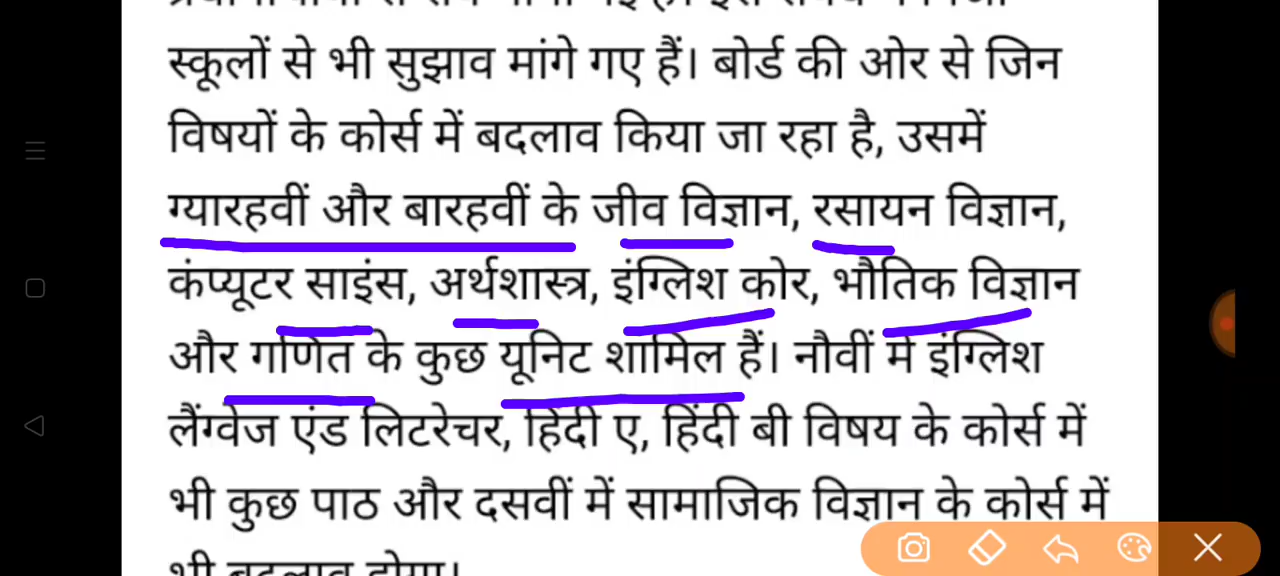 स्कूलों से भी सुझाव मांगे गए हैं। बोर्ड की ओर से जिन
विषयों के कोर्स में बदलाव किया जा रहा है, उसमें
ग्यारहवीं और बारहवीं के जीव विज्ञान, रसायन विज्ञान,
कंप्यूटर साइंस, अर्थशास्त्र, इंग्लिश कोर, भौतिक विज्ञान
और गणित के कुछ यूनिट शामिल हैं। नौवीं में इंग्लिश
लैंग्वेज एंड लिटरेचर, हिंदी ए, हिंदी बी विषय के कोर्स में
भी कुछ पाठ और दसवीं में सामाजिक विज्ञान के कोर्स में
भी बदलाव होगा।